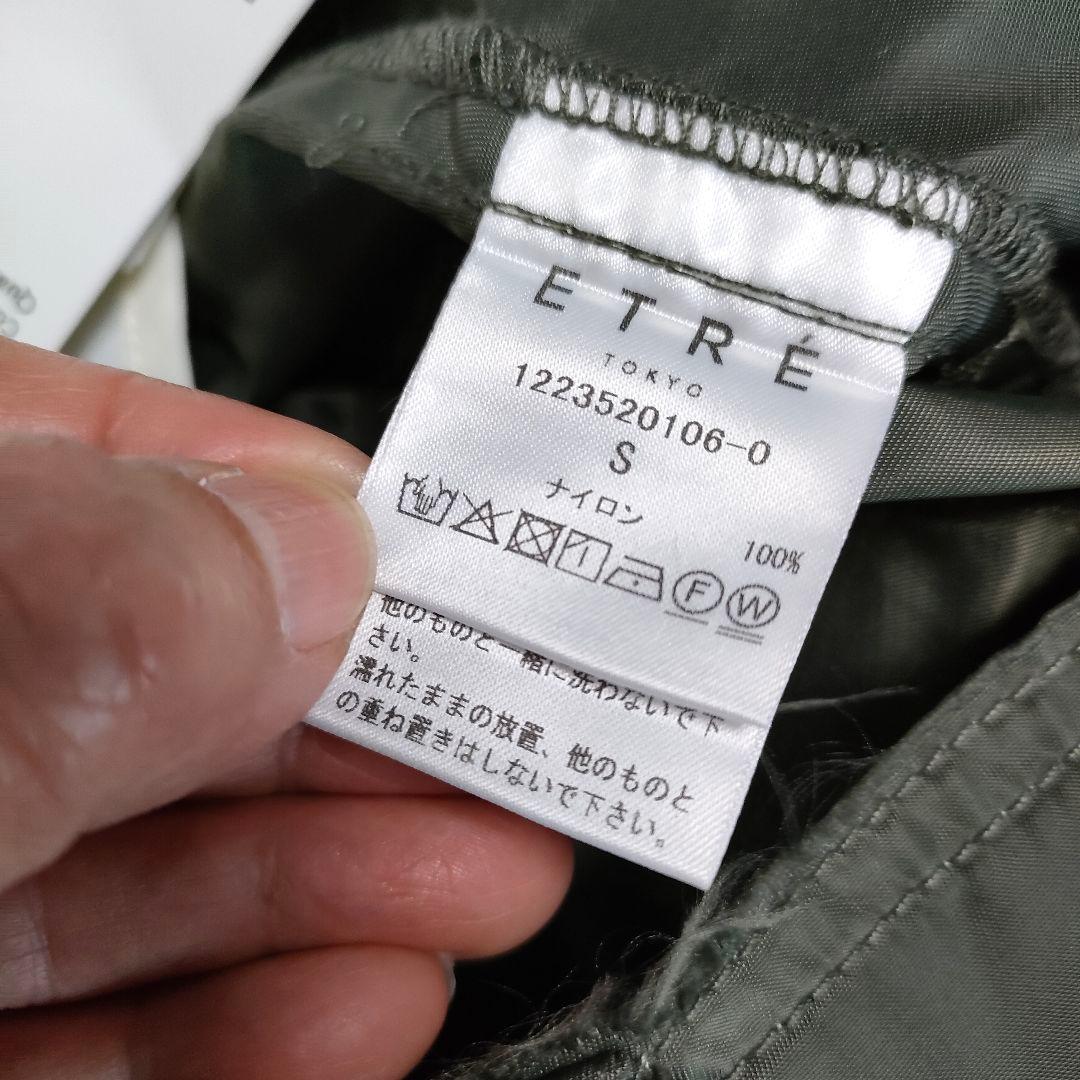 ETRÉ
TOKYO
1223520106-0
S
ナイロン
100%
F W
他のものと一緒に洗わないで下
さい。
濡れたままの放置、他のものと
の重ね置きはしないで下さい。